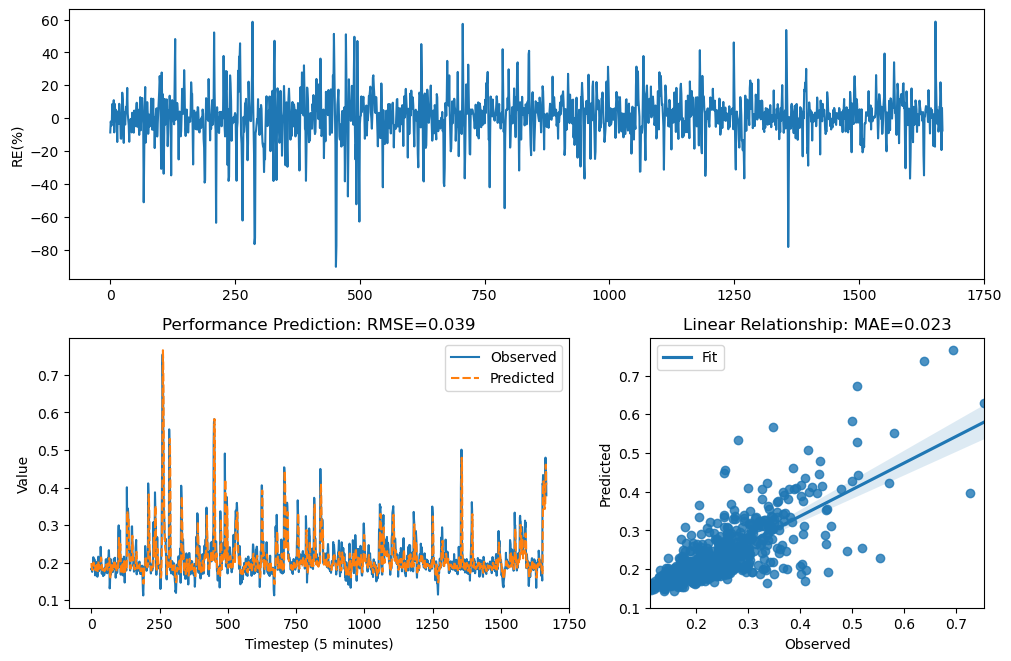 60
40
20
0
−20
−40
−60
−80
RE(%)
0 250 500 750 1000 1250 1500 1750
Performance Prediction: RMSE=0.039
Observed
Predicted
0.7
0.6
0.5
0.4
0.3
0.2
0.1
Value
0 250 500 750 1000 1250 1500 1750
Timestep (5 minutes)
Linear Relationship: MAE=0.023
Fit
0.7
0.6
0.5
0.4
0.3
0.2
0.1
Predicted
0.2 0.3 0.4 0.5 0.6 0.7
Observed